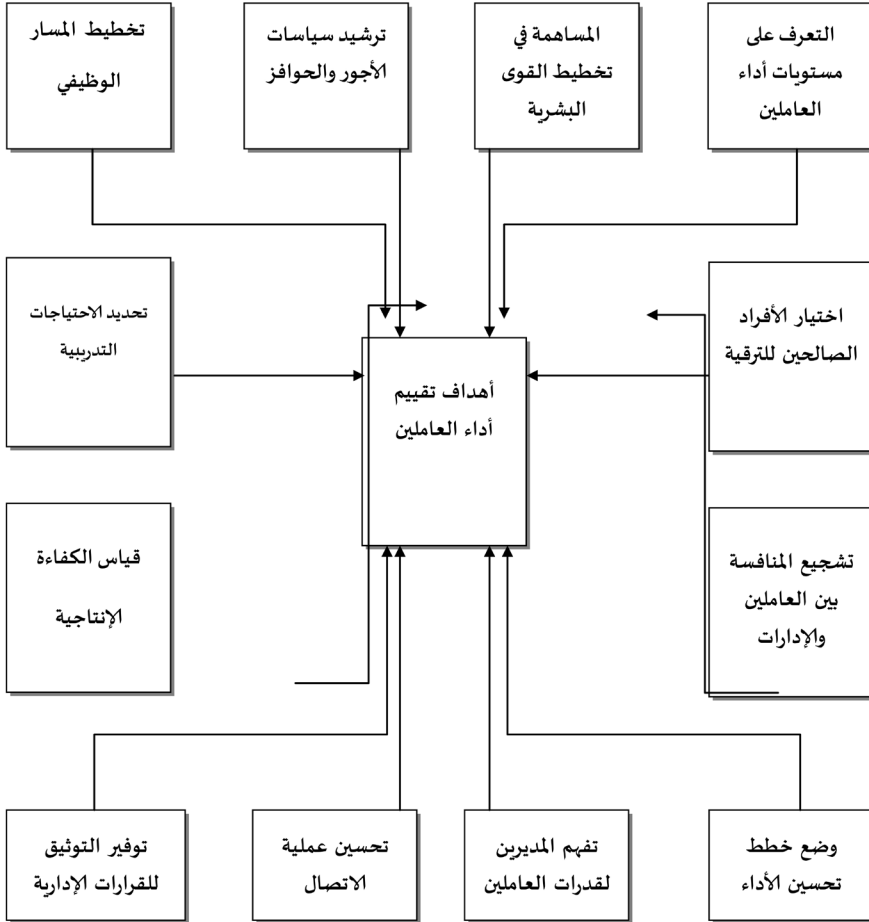 التعرف على
مستويات أداء
العاملين
المساهمة في
تخطيط القوى
البشرية
ترشيد سياسات
الأجور والحوافز
تخطيط المسار
الوظيفي
اختيار الأفراد
الصالحين للترقية
أهداف تقييم
أداء العاملين
تحديد الاحتياجات
التدريبية
تشجيع المنافسة
بين العاملين
والإدارات
قياس الكفاءة
الإنتاجية
وضع خطط
تحسين الأداء
تفهم المديرين
لقدرات العاملين
تحسين عملية
الاتصال
توفير التوثيق
للقرارات الإدارية